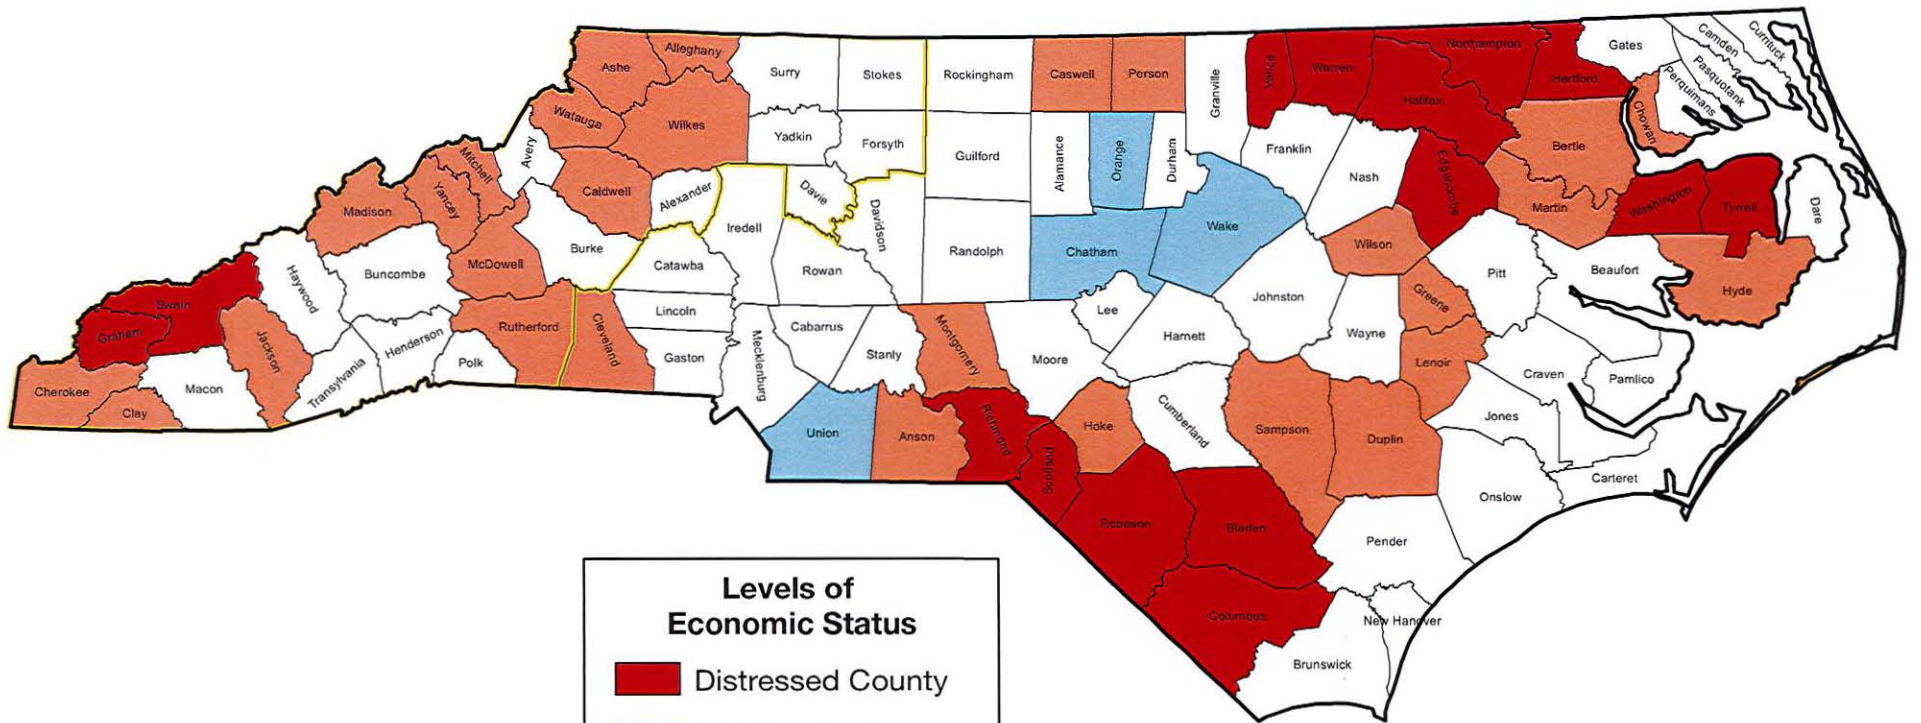 Ashe
Alleghany
Surry
Stokes
Rockingham
Caswell
Person
Granville
Vance
Warren
Northampton
Halifax
Hertford
Gates
Camden
Currituck
Pasquotank
Perquimans
Chowan
Watauga
Wilkes
Yadkin
Forsyth
Guilford
Alamance
Orange
Durham
Franklin
Nash
Edgecombe
Bertie
Martin
Washington
Tyrrell
Dare
Mitchell
Avery
Yancey
Madison
Caldwell
Alexander
Iredell
Davie
Davidson
Randolph
Chatham
Wake
Wilson
Pitt
Beaufort
Hyde
Swain
Graham
Haywood
Buncombe
McDowell
Burke
Catawba
Rowan
Lee
Johnston
Greene
Cherokee
Clay
Macon
Jackson
Transylvania
Henderson
Polk
Rutherford
Cleveland
Lincoln
Gaston
Mecklenburg
Cabarrus
Stanly
Montgomery
Moore
Harnett
Wayne
Lenoir
Craven
Pamlico
Union
Anson
Richmond
Scotland
Hoke
Cumberland
Sampson
Duplin
Jones
Onslow
Carteret
Robeson
Bladen
Pender
Columbus
New Hanover
Brunswick
Levels of
Economic Status
Distressed County